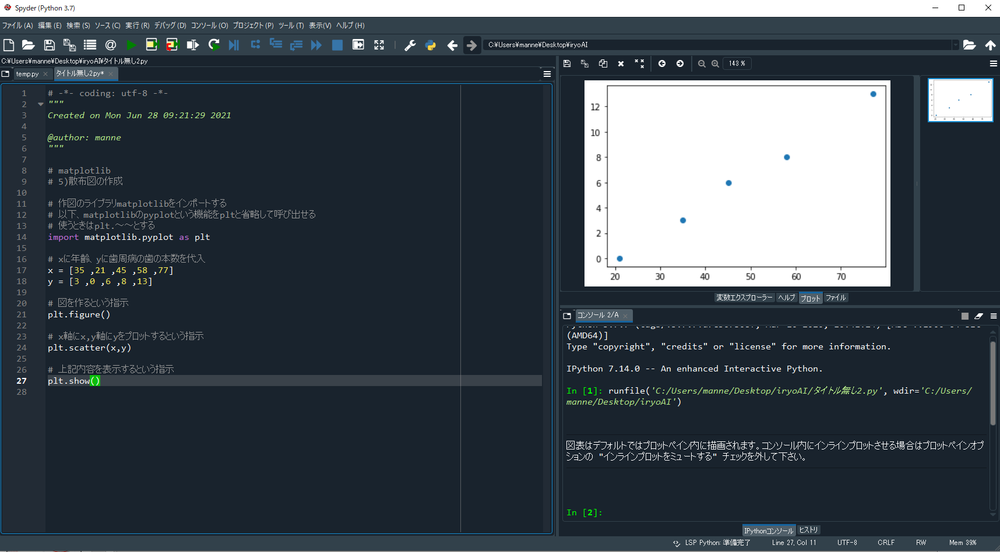 Spyder (Python 3.7)
ファイル (A) 編集 (E) 検索 (S) ソース (C) 実行 (R) デバッグ (D) コンソール (O) プロジェクト (P) ツール (T) 表示(V) ヘルプ (H)
C:¥Users¥manne¥Desktop¥iryoAI
C:¥Users¥manne¥Desktop¥iryoAI¥タイトル無し2.py
temp.py タイトル無し2.py*
1 # -*- coding: utf-8 -*-
2 """
3 Created on Mon Jun 28 09:21:29 2021
4
5 @author: manne
6 """
7
8 # matplotlib
9 # 5)散布図の作成
10
11 # 作図のライブラリmatplotlibをインポートする
12 # 以下、matplotlibのpyplotという機能をpltと省略して呼び出せる
13 # 使うときはplt.～～とする
14 import matplotlib.pyplot as plt
15
16 # xに年齢、yに歯周病の歯の本数を代入
17 x = [35 ,21 ,45 ,58 ,77]
18 y = [3 ,0 ,6 ,8 ,13]
19
20 # 図を作るという指示
21 plt.figure()
22
23 # x軸にx,y軸にyをプロットするという指示
24 plt.scatter(x,y)
25
26 # 上記内容を表示するという指示
27 plt.show()
28
143 %
12
10
8
6
4
2
0
20 30 40 50 60 70
変数エクスプローラー ヘルプ プロット ファイル
コンソール 2/A
(AMD64)]
Type "copyright", "credits" or "license" for more information.
IPython 7.14.0 -- An enhanced Interactive Python.
In [1]: runfile('C:/Users/manne/Desktop/iryoAI/タイトル無し2.py', wdir='C:/Users/
manne/Desktop/iryoAI')
図表はデフォルトではプロットペイン内に描画されます。コンソール内にインラインプロットさせる場合はプロットペインオプ
ションの "インラインプロットをミュートする" チェックを外して下さい。
In [2]:
IPythonコンソール ヒストリ
LSP Python: 準備完了 Line 27, Col 11 UTF-8 CRLF RW Mem 39%